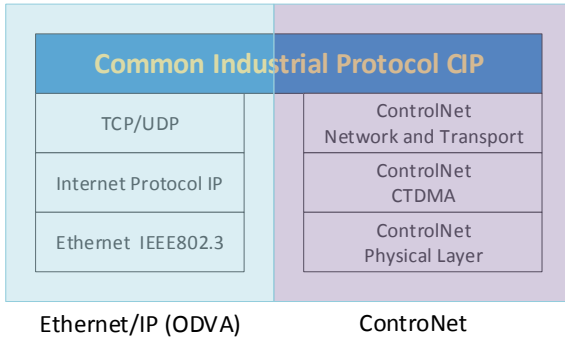 Common Industrial Protocol CIP
TCP/UDP
Internet Protocol IP
Ethernet IEEE802.3
ControlNet
Network and Transport
ControlNet
CTDMA
ControlNet
Physical Layer
Ethernet/IP (ODVA)
ControNet